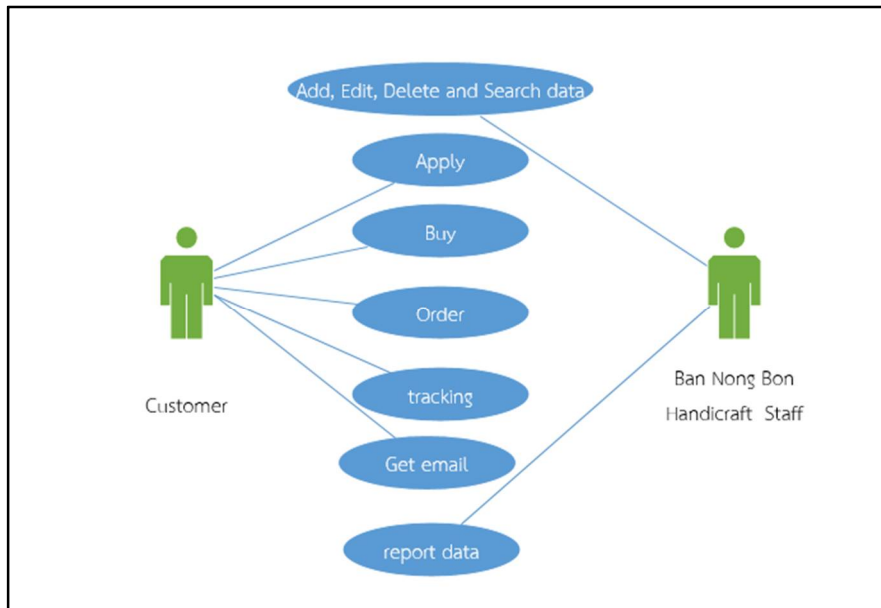 Add, Edit, Delete and Search data
Apply
Buy
Order
tracking
Get email
report data
Customer
Ban Nong Bon
Handicraft Staff